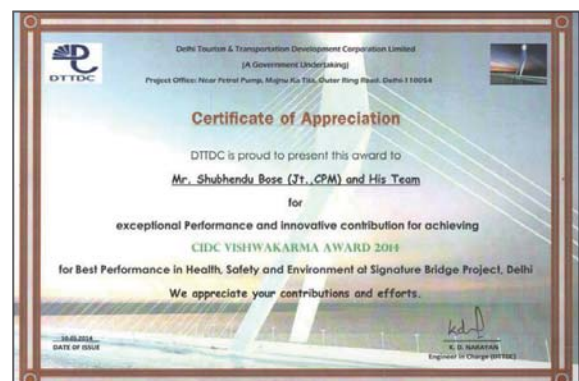 DTTDC
Delhi Tourism & Transportation Development Corporation Limited
(A Government Undertaking)
Project Office: Near Petrol Pump, Majnu Ka Tila, Outer Ring Road, Delhi-110054
Certificate of Appreciation
DTTDC is proud to present this award to
Mr. Shubhendu Bose (Jt.,CPM) and His Team
for
exceptional Performance and innovative contribution for achieving
CIDC VISHWAKARMA AWARD 2014
for Best Performance in Health, Safety and Environment at Signature Bridge Project, Delhi
We appreciate your contributions and efforts.
DATE OF ISSUE
K. D. NARAYAN
Engineer in Charge (DTTDC)